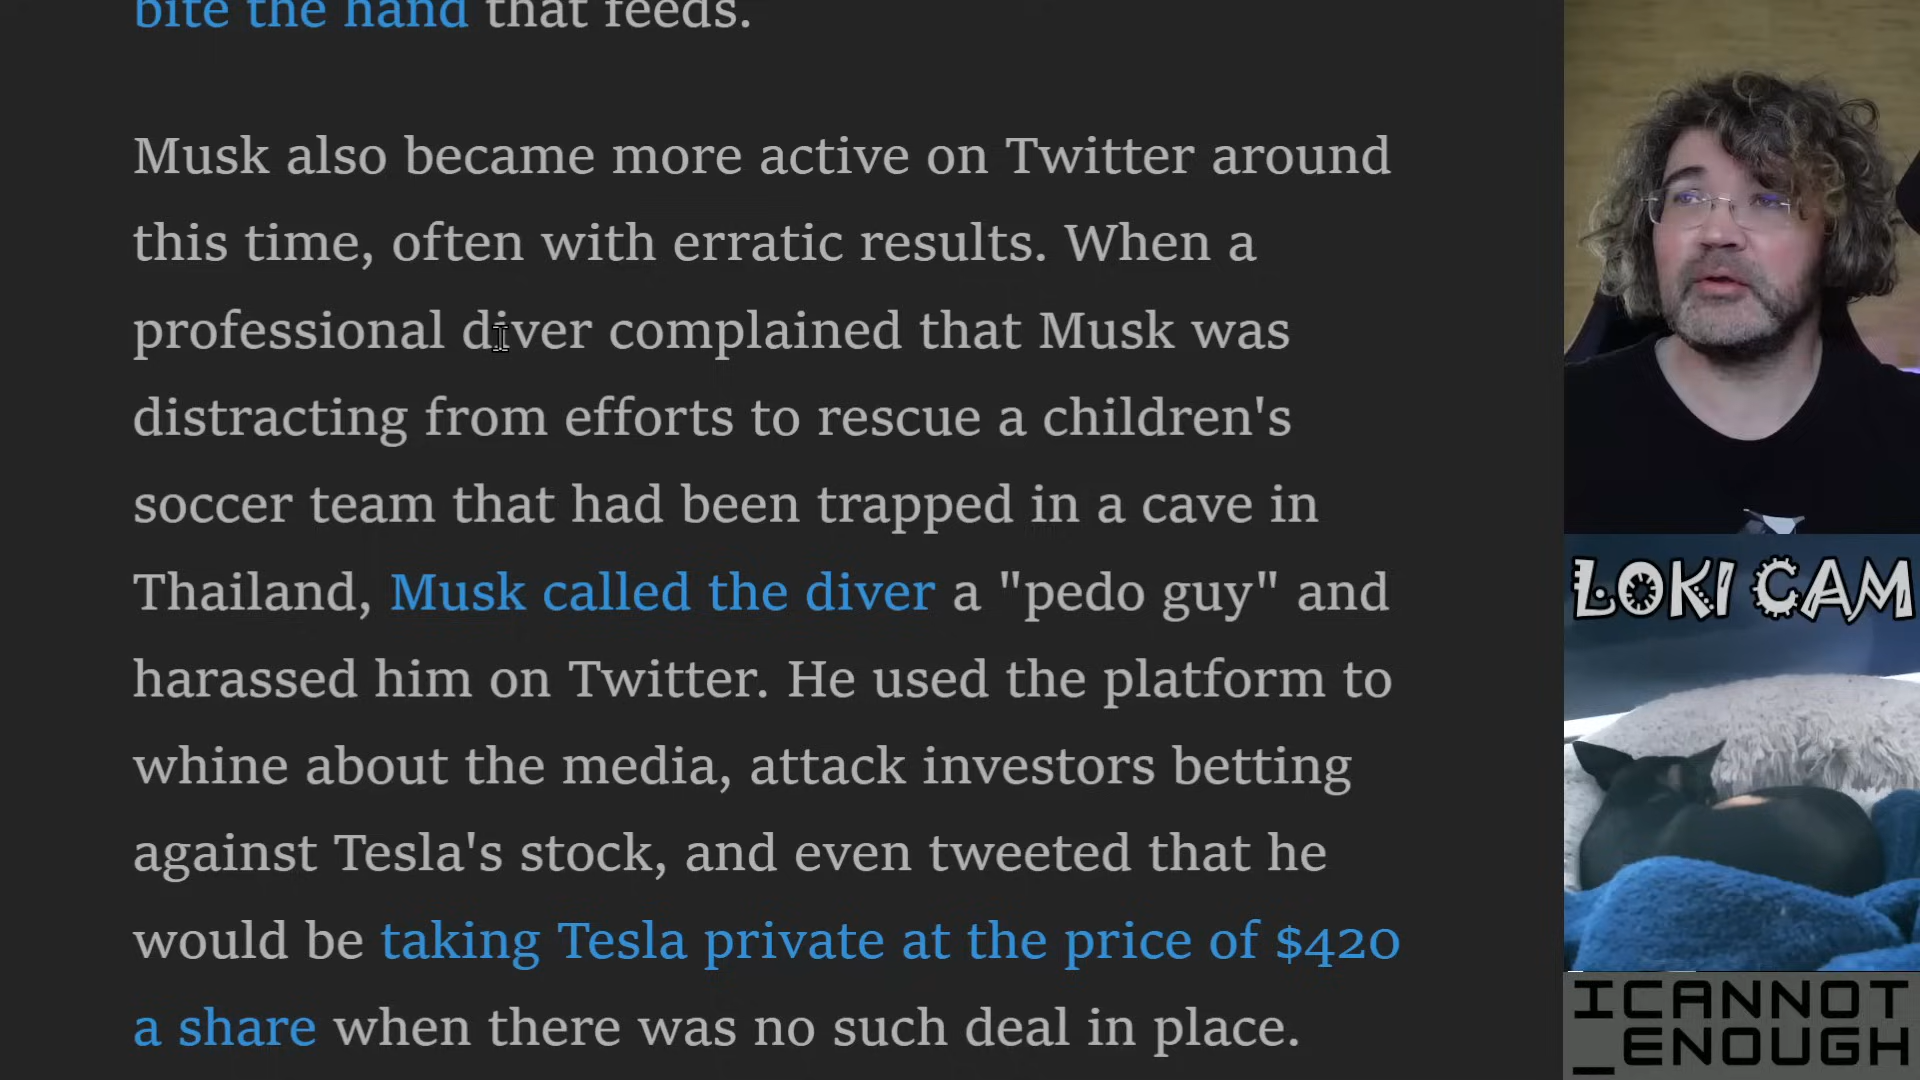 bite the hand that feeds.
Musk also became more active on Twitter around
this time, often with erratic results. When a
professional diver complained that Musk was
distracting from efforts to rescue a children's
soccer team that had been trapped in a cave in
Thailand, Musk called the diver a "pedo guy" and
harassed him on Twitter. He used the platform to
whine about the media, attack investors betting
against Tesla's stock, and even tweeted that he
would be taking Tesla private at the price of $420
a share when there was no such deal in place.
LOKI CAM
ICANNOT
_ENOUGH